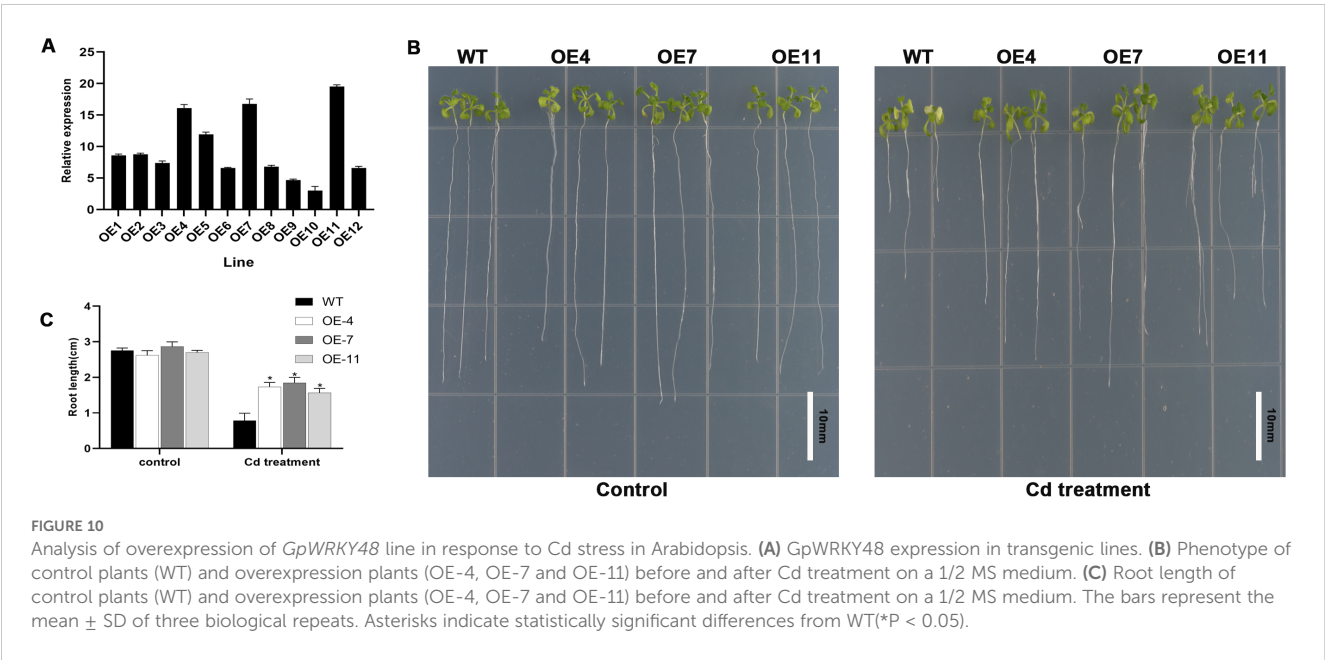 A
25
20
15
10
5
0
Relative expression
OE1
OE2
OE3
OE4
OE5
OE6
OE7
OE8
OE9
OE10
OE11
OE12
Line
B
WT OE4 OE7 OE11
10mm
Control
WT OE4 OE7 OE11
10mm
Cd treatment
C
WT
OE-4
OE-7
OE-11
4
3
2
1
0
Root length(cm)
* * *
control
Cd treatment
FIGURE 10
Analysis of overexpression of GpWRKY48 line in response to Cd stress in Arabidopsis. (A) GpWRKY48 expression in transgenic lines. (B) Phenotype of
control plants (WT) and overexpression plants (OE-4, OE-7 and OE-11) before and after Cd treatment on a 1/2 MS medium. (C) Root length of
control plants (WT) and overexpression plants (OE-4, OE-7 and OE-11) before and after Cd treatment on a 1/2 MS medium. The bars represent the
mean ± SD of three biological repeats. Asterisks indicate statistically significant differences from WT(*P < 0.05).